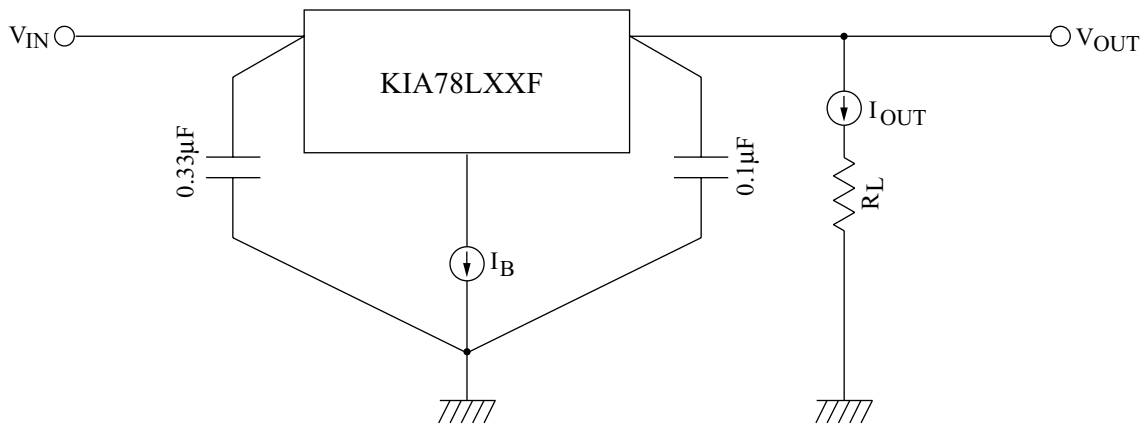 VIN
KIA78LXXF
VOUT
IOUT
0.33µF
0.1µF
RL
IB